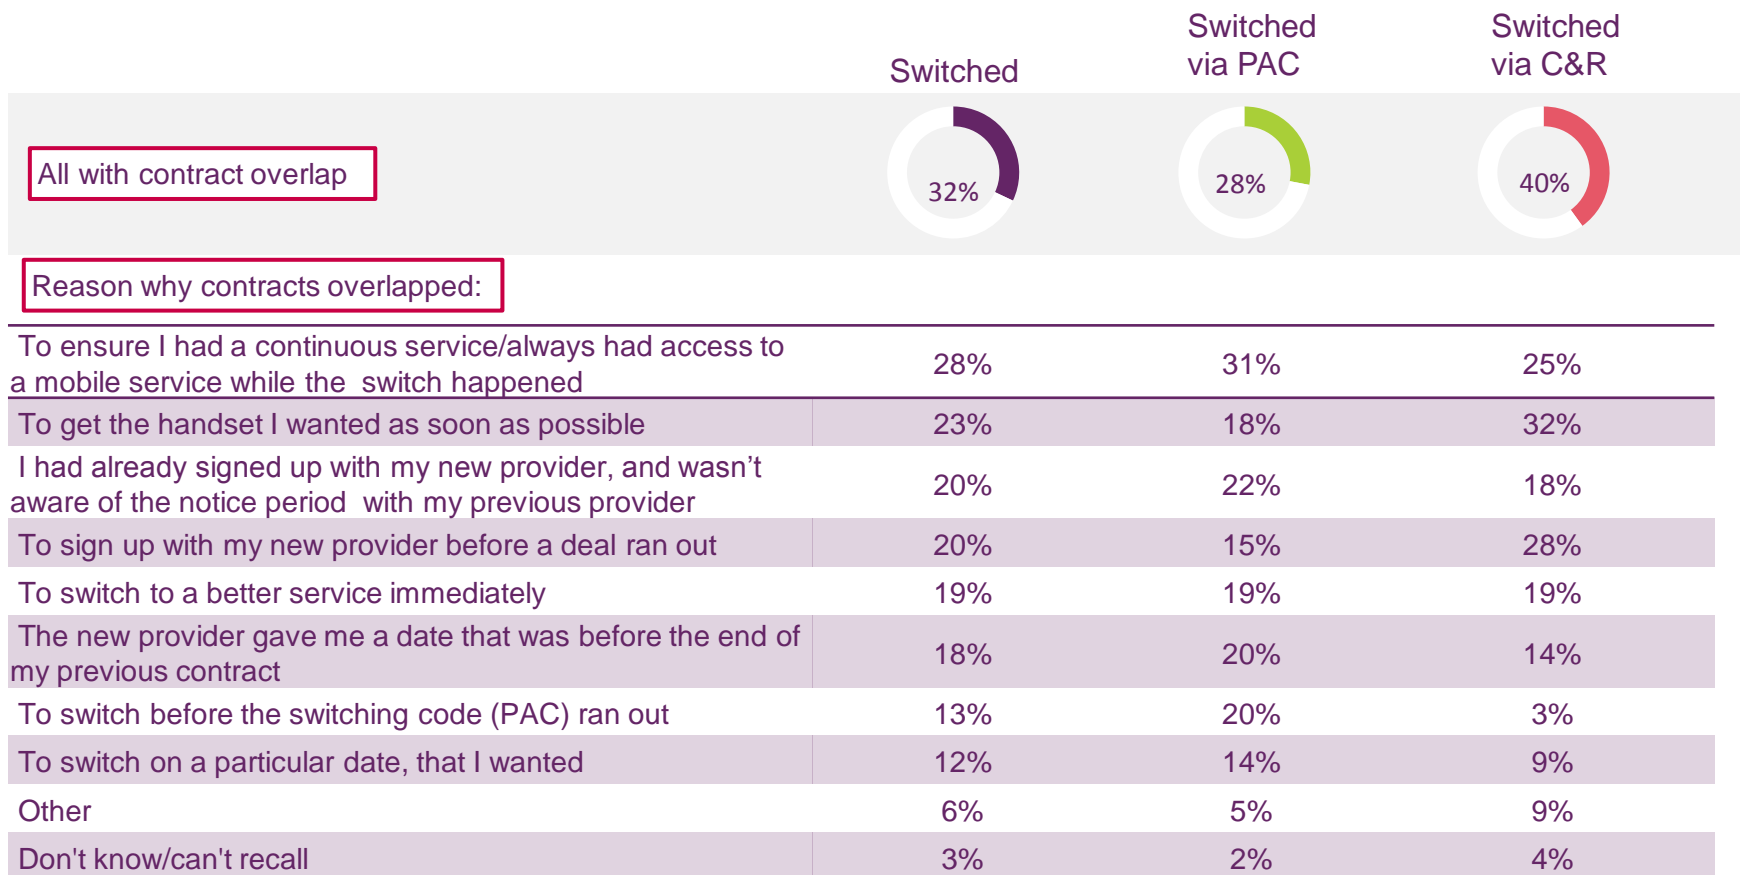 Switched
Switched via PAC
Switched via C&R
All with contract overlap
32%
28%
40%
Reason why contracts overlapped:
To ensure I had a continuous service/always had access to
a mobile service while the switch happened
28% 31% 25%
To get the handset I wanted as soon as possible 23% 18% 32%
I had already signed up with my new provider, and wasn't
aware of the notice period with my previous provider
20% 22% 18%
To sign up with my new provider before a deal ran out 20% 15% 28%
To switch to a better service immediately 19% 19% 19%
The new provider gave me a date that was before the end of
my previous contract
18% 20% 14%
To switch before the switching code (PAC) ran out 13% 20% 3%
To switch on a particular date, that I wanted 12% 14% 9%
Other 6% 5% 9%
Don't know/can't recall 3% 2% 4%